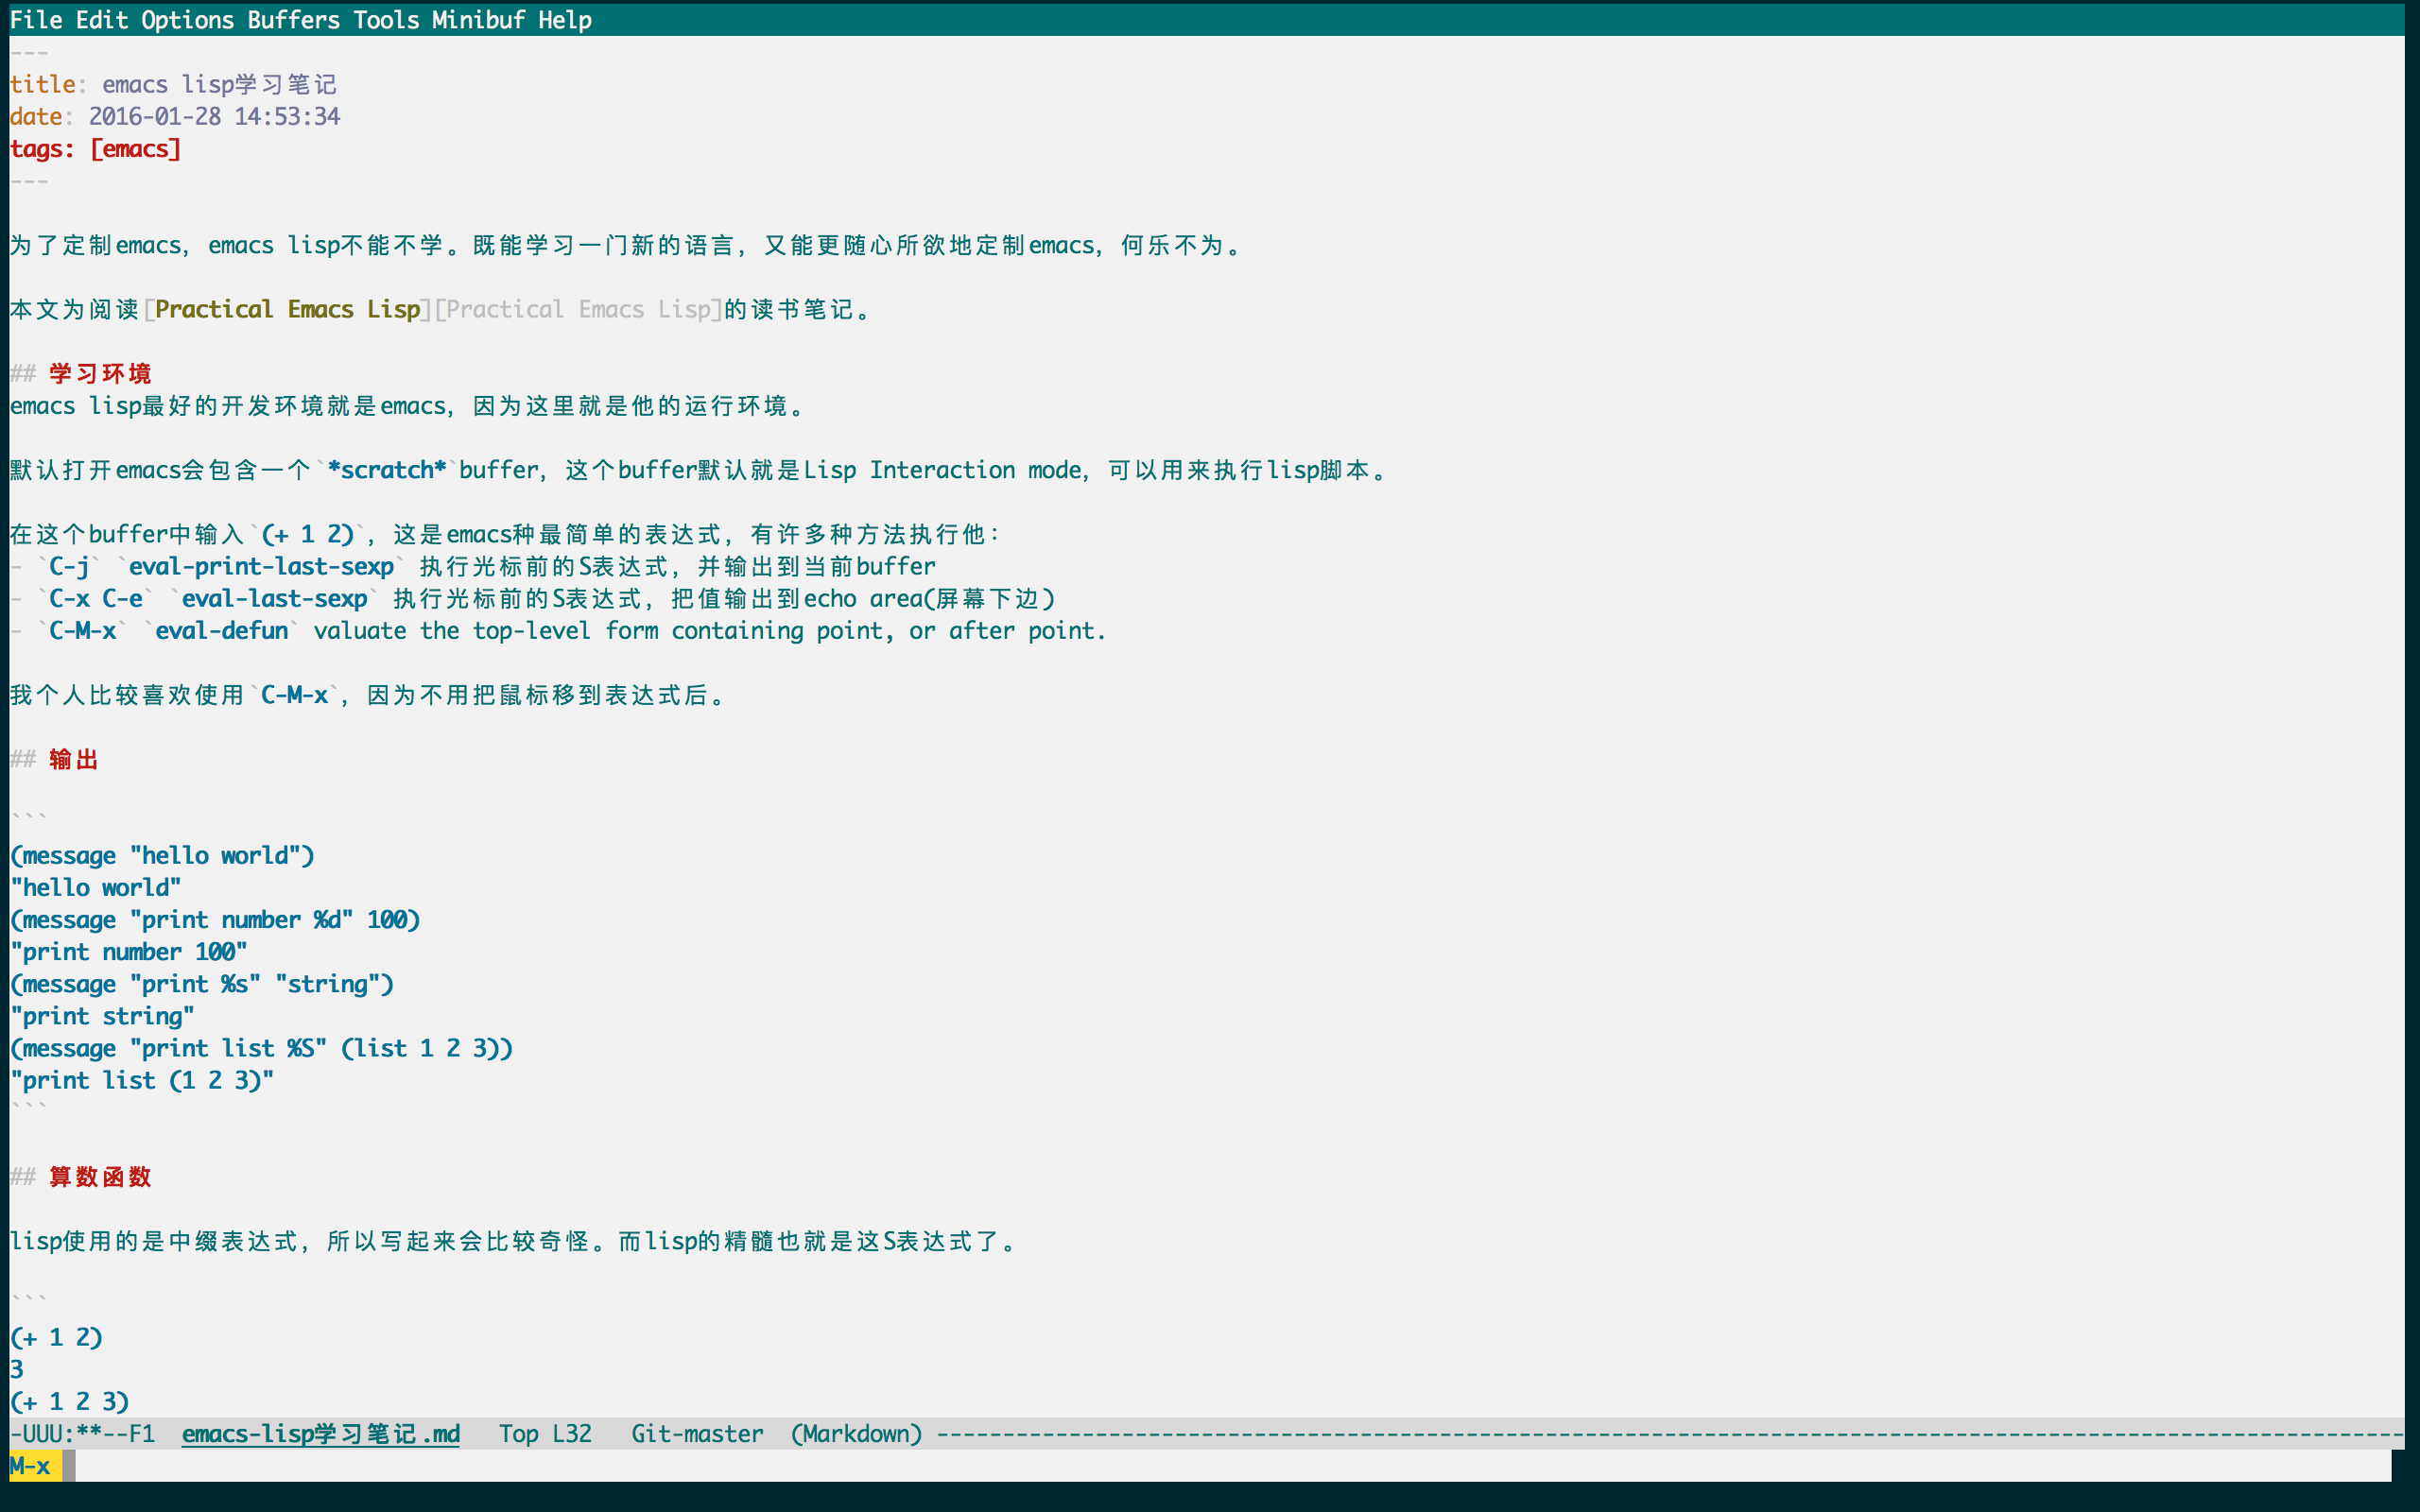 File Edit Options Buffers Tools Minibuf Help
---
title: emacs lisp学习笔记
date: 2016-01-28 14:53:34
tags: [emacs]
---
为了定制emacs, emacs lisp不能不学。既能学习一门新的语言, 又能更随心所欲地定制emacs, 何乐不为。
本文为阅读[Practical Emacs Lisp][Practical Emacs Lisp]的读书笔记。
## 学习环境
emacs lisp最好的开发环境就是emacs, 因为这里就是他的运行环境。
默认打开emacs会包含一个`*scratch*`buffer, 这个buffer默认就是Lisp Interaction mode, 可以用来执行lisp脚本。
在这个buffer中输入`(+ 1 2)`, 这是emacs种最简单的表达式, 有许多种方法执行他:
- `C-j` `eval-print-last-sexp` 执行光标前的S表达式, 并输出到当前buffer
- `C-x C-e` `eval-last-sexp` 执行光标前的S表达式, 把值输出到echo area(屏幕下边)
- `C-M-x` `eval-defun` valuate the top-level form containing point, or after point.
我个人比较喜欢使用`C-M-x`, 因为不用把鼠标移到表达式后。
## 输出
```
(message "hello world")
"hello world"
(message "print number %d" 100)
"print number 100"
(message "print %s" "string")
"print string"
(message "print list %S" (list 1 2 3))
"print list (1 2 3)"
```
## 算数函数
lisp使用的是中缀表达式, 所以写起来会比较奇怪。而lisp的精髓也就是这S表达式了。
```
(+ 1 2)
3
(+ 1 2 3)
-UUU:**--F1 emacs-lisp学习笔记.md Top L32 Git-master (Markdown) ---------------------------------------------------------------------------------------------------------------
M-x